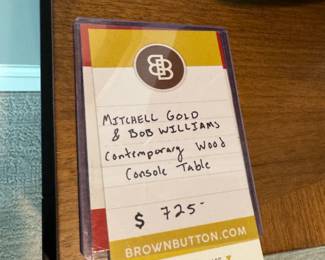 BB
MITCHELL GOLD
& BOB WILLIAMS
Contemporary Wood
Console Table
$ 725-
BROWNBUTTON.COM